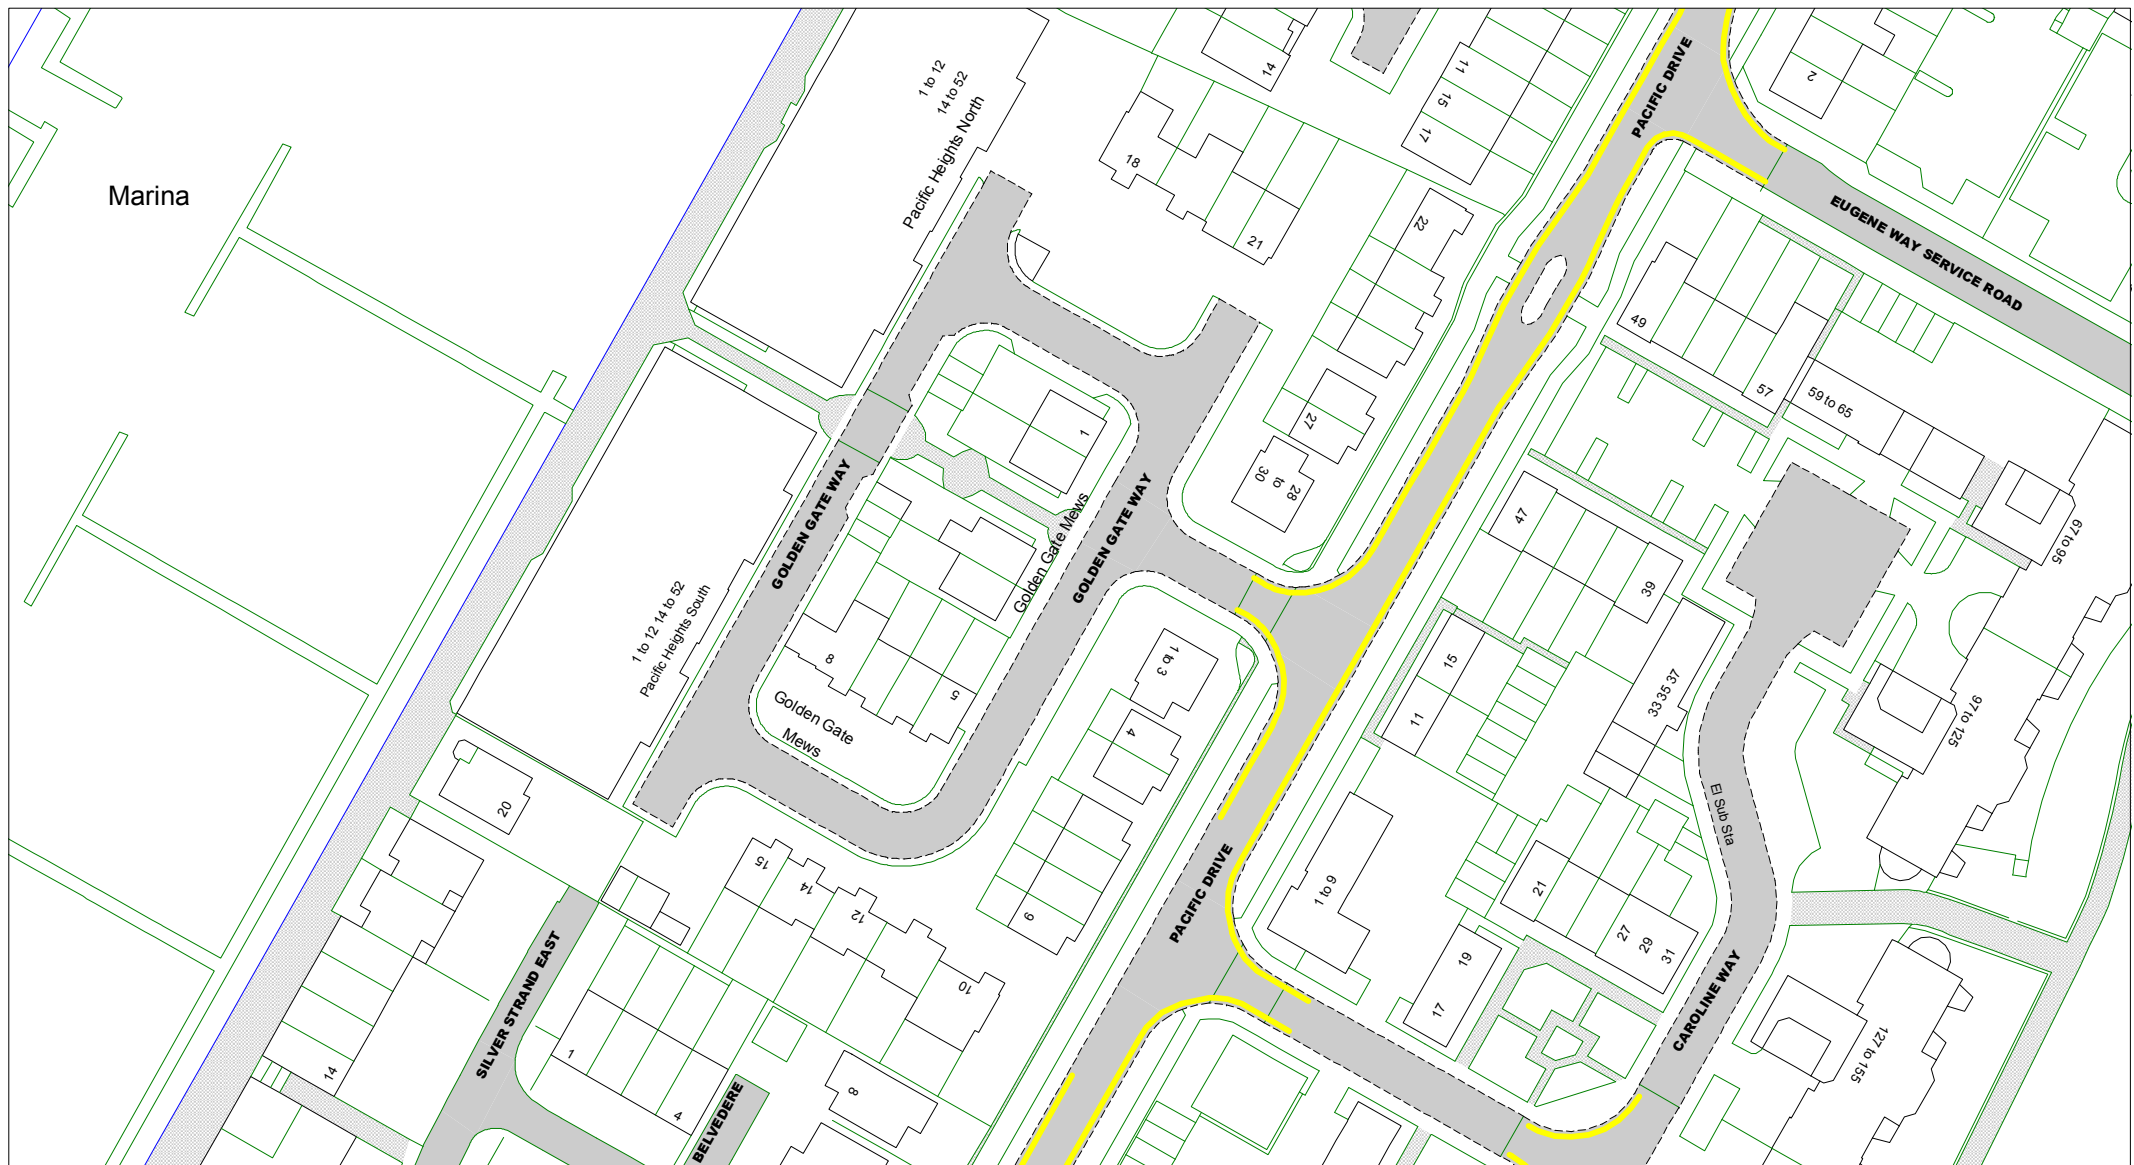 Marina
1 to 12
14 to 52
Pacific Heights North
14
11
15
17
PACIFIC DRIVE
2
18
21
22
EUGENE WAY SERVICE ROAD
49
57
59 to 65
27
28
to
30
1
GOLDEN GATE WAY
Golden Gate Mews
GOLDEN GATE WAY
47
39
67 to 95
1 to 12 14 to 52
Pacific Heights South
8
5
Golden Gate
Mews
1 to 3
4
15
11
33 35 37
97 to 125
El Sub Sta
20
15
14
12
10
6
PACIFIC DRIVE
1 to 9
21
27
29
31
19
17
CAROLINE WAY
127 to 155
SILVER STRAND EAST
14
1
4
BELVEDERE
8